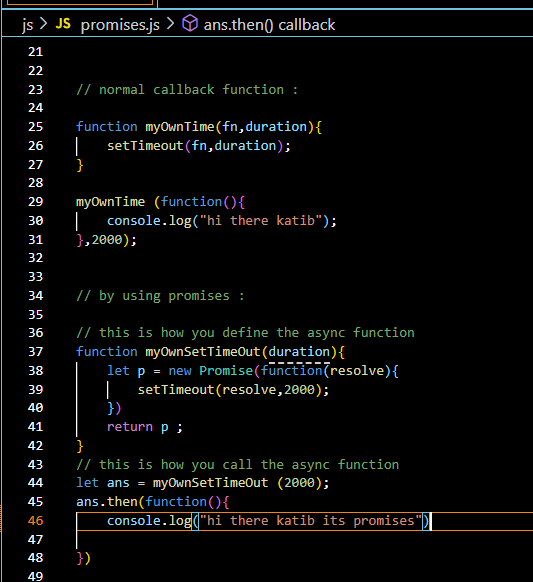 js > JS promises.js > ans.then() callback
21
22
23 // normal callback function :
24
25 function myOwnTime(fn,duration){
26     setTimeout(fn,duration);
27 }
28
29 myOwnTime (function(){
30     console.log("hi there katib");
31 },2000);
32
33
34 // by using promises :
35
36 // this is how you define the async function
37 function myOwnSetTimeOut(duration){
38     let p = new Promise(function(resolve){
39         setTimeout(resolve,2000);
40     })
41     return p ;
42 }
43 // this is how you call the async function
44 let ans = myOwnSetTimeOut (2000);
45 ans.then(function(){
46     console.log("hi there katib its promises")
47
48 })
49